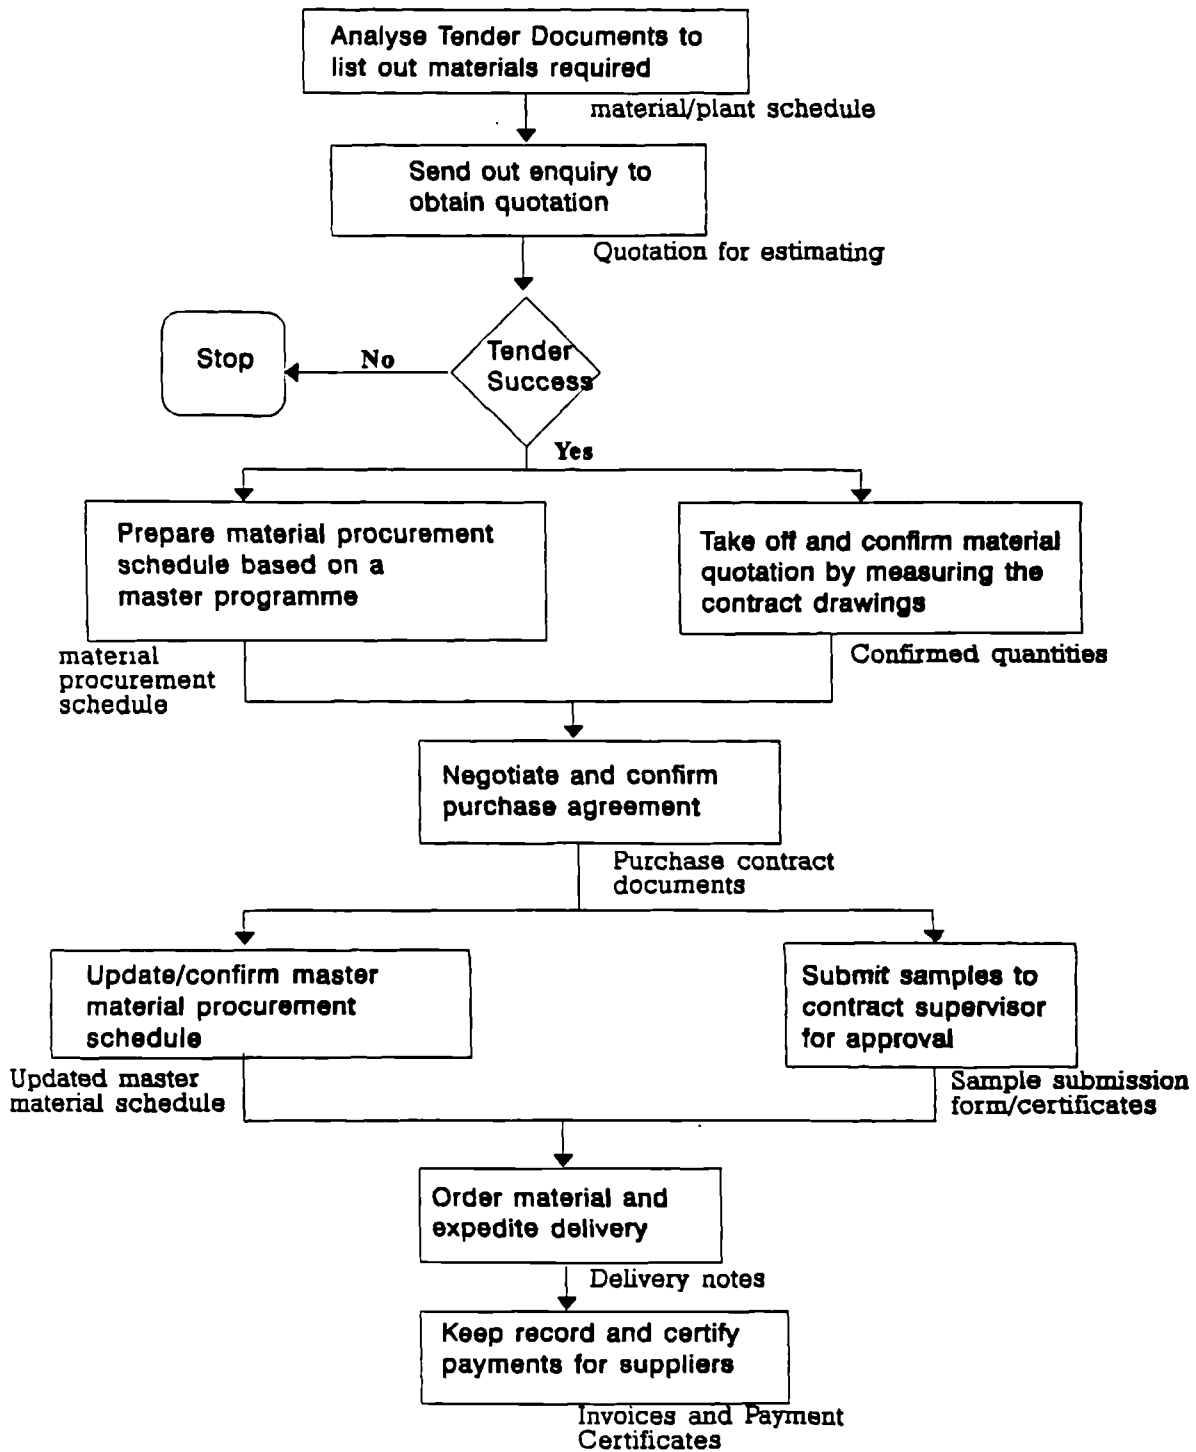 Analyse Tender Documents to
list out materials required
material/plant schedule
Send out enquiry to
obtain quotation
Quotation for estimating
Tender
Success
No
Stop
Yes
Prepare material procurement
schedule based on a
master programme
Take off and confirm material
quotation by measuring the
contract drawings
material
procurement
schedule
Confirmed quantities
Negotiate and confirm
purchase agreement
Purchase contract
documents
Update/confirm master
material procurement
schedule
Submit samples to
contract supervisor
for approval
Updated master
material schedule
Sample submission
form/certificates
Order material and
expedite delivery
Delivery notes
Keep record and certify
payments for suppliers
Invoices and Payment
Certificates